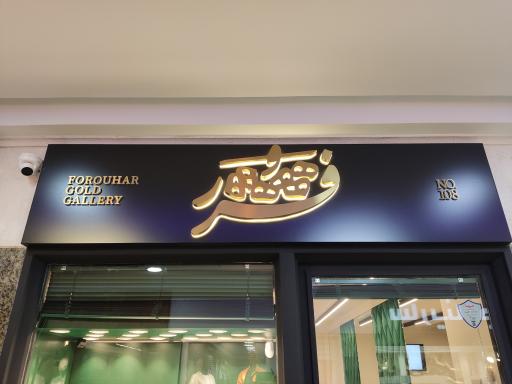 FOROUHAR
GOLD
GALLERY
فروهر
NO
108